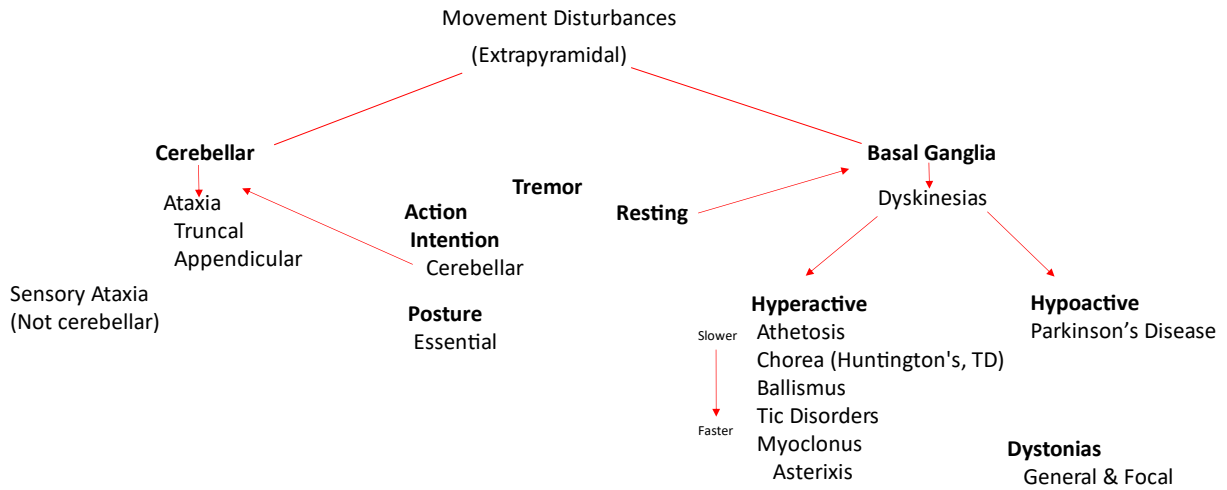 Movement Disturbances
(Extrapyramidal)
Cerebellar
Ataxia
Truncal
Appendicular
Sensory Ataxia
(Not cerebellar)
Tremor
Action
Intention
Cerebellar
Posture
Essential
Resting
Basal Ganglia
Dyskinesias
Hyperactive
Slower
Athetosis
Chorea (Huntington's, TD)
Ballismus
Tic Disorders
Faster
Myoclonus
Asterixis
Hypoactive
Parkinson’s Disease
Dystonias
General & Focal